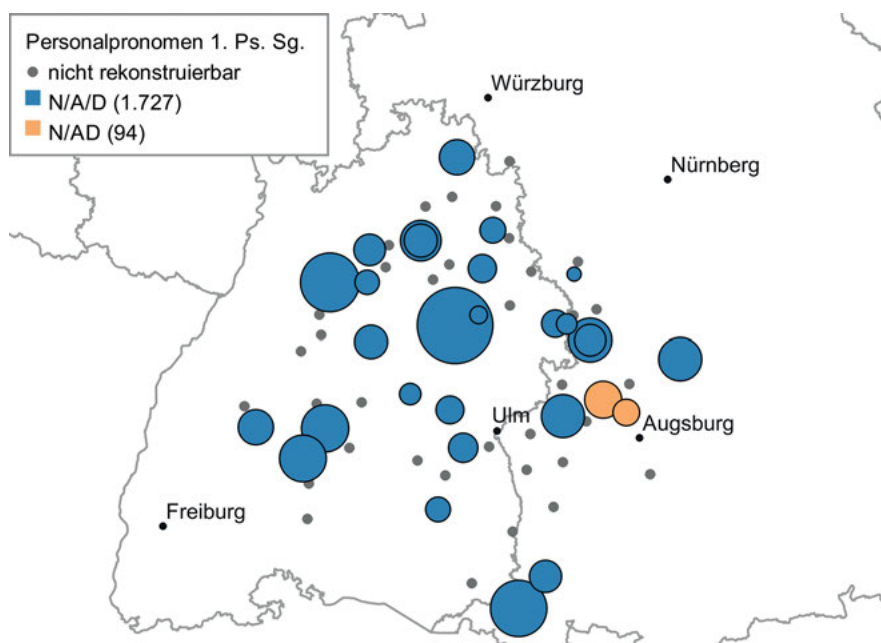 Personalpronomen 1. Ps. Sg.
nicht rekonstruierbar
N/A/D (1.727)
N/AD (94)
Würzburg
Nürnberg
Ulm
Augsburg
Freiburg